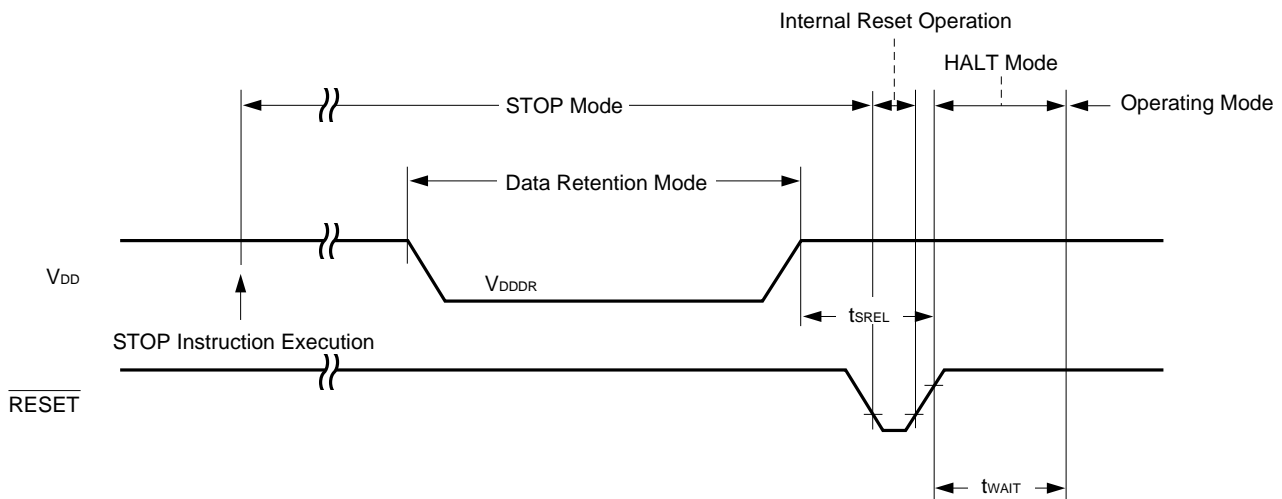 Internal Reset Operation
HALT Mode
STOP Mode
Operating Mode
Data Retention Mode
VDD
VDDDR
tSREL
STOP Instruction Execution
RESET
tWAIT